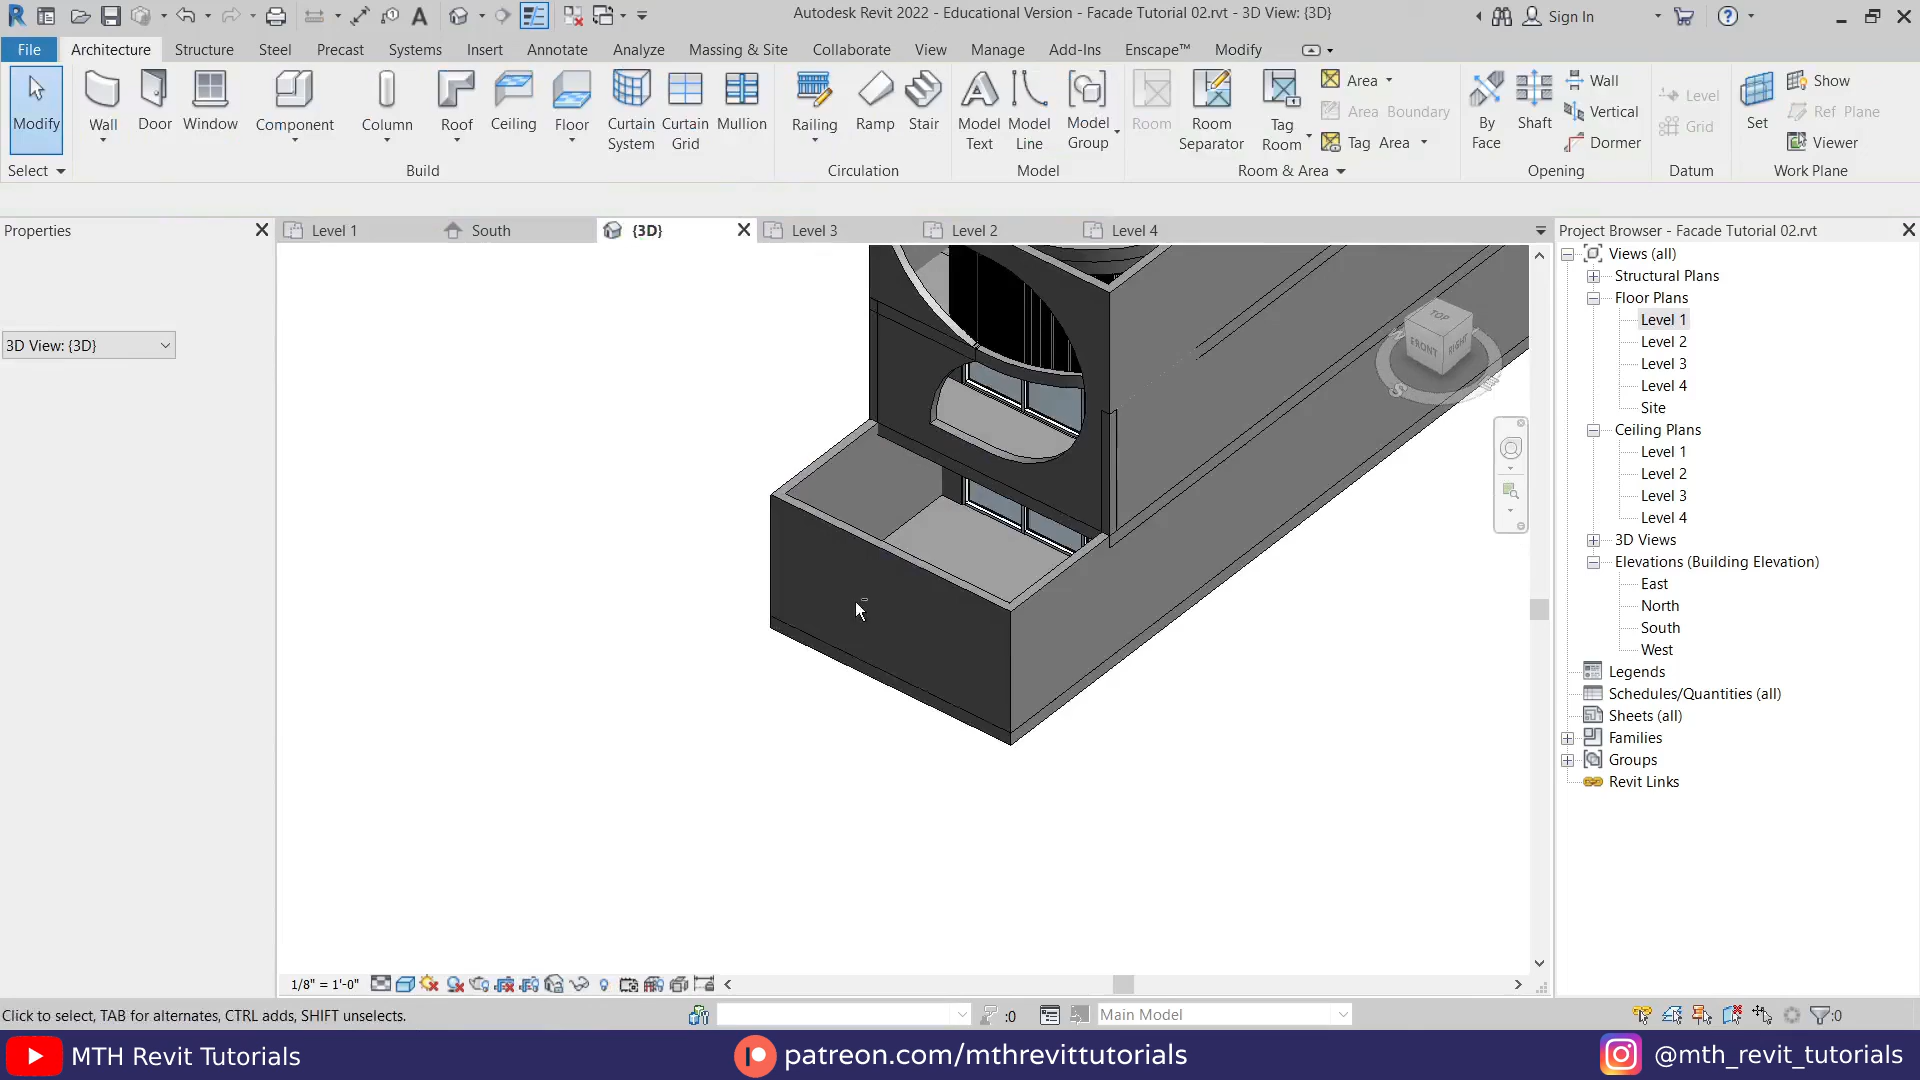 Autodesk Revit 2022 - Educational Version - Facade Tutorial 02.rvt - 3D View: {3D}
Sign In
File Architecture Structure Steel Precast Systems Insert Annotate Analyze Massing & Site Collaborate View Manage Add-Ins Enscape™ Modify
Modify Wall Door Window Component Column Roof Ceiling Floor Curtain System Curtain Grid Mullion Railing Ramp Stair Model Text Model Line Model Group Room Room Separator Tag Room
Area
Area Boundary
Tag Area
By Face Shaft
Wall
Vertical
Dormer
Level
Grid
Set
Show
Ref Plane
Viewer
Select Build Circulation Model Room & Area Opening Datum Work Plane
Properties
Level 1 South {3D} Level 3 Level 2 Level 4
Project Browser - Facade Tutorial 02.rvt
3D View: {3D}
TOP
FRONT
RIGHT
S
Views (all)
Structural Plans
Floor Plans
Level 1
Level 2
Level 3
Level 4
Site
Ceiling Plans
Level 1
Level 2
Level 3
Level 4
3D Views
Elevations (Building Elevation)
East
North
South
West
Legends
Schedules/Quantities (all)
Sheets (all)
Families
Groups
Revit Links
1/8" = 1'-0"
Click to select, TAB for alternates, CTRL adds, SHIFT unselects.
:0
Main Model
:0
MTH Revit Tutorials
patreon.com/mthrevittutorials
@mth_revit_tutorials